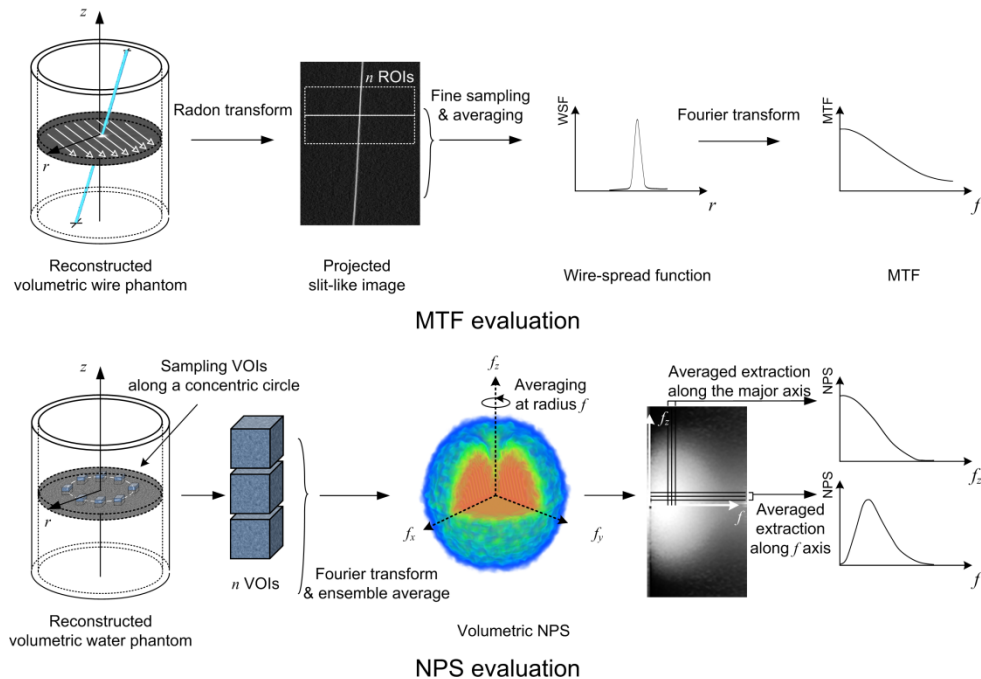 z
r
Reconstructed
volumetric wire phantom
Radon transform
n ROIs
Projected
slit-like image
Fine sampling
& averaging
WSF
r
Wire-spread function
Fourier transform
MTF
f
MTF
MTF evaluation
z
r
Sampling VOIs
along a concentric circle
Reconstructed
volumetric water phantom
n VOIs
Fourier transform
& ensemble average
fz
Averaging
at radius f
fx
fy
Volumetric NPS
Averaged extraction
along the major axis
fz
f
Averaged
extraction
along f axis
NPS
fz
NPS
f
NPS evaluation